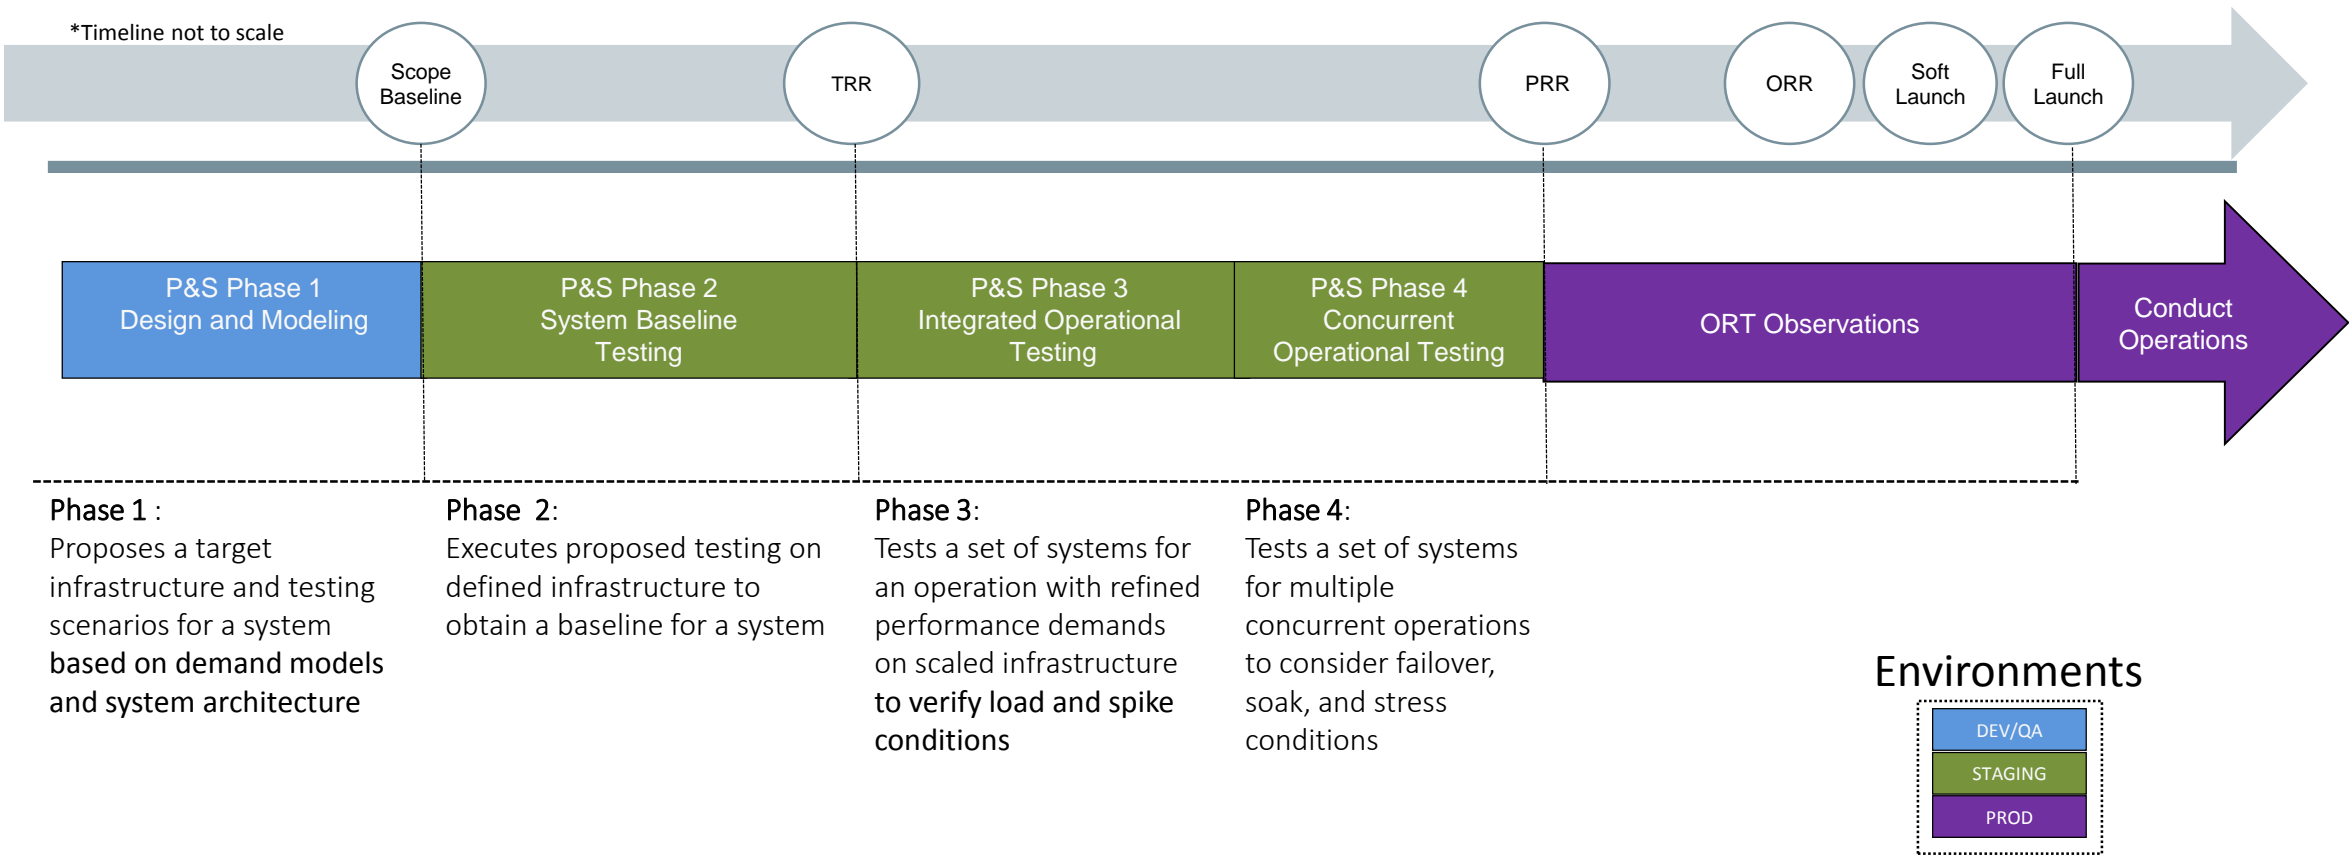 *Timeline not to scale
Scope
Baseline
TRR
PRR
ORR
Soft
Launch
Full
Launch
P&S Phase 1
Design and Modeling
P&S Phase 2
System Baseline
Testing
P&S Phase 3
Integrated Operational
Testing
P&S Phase 4
Concurrent
Operational Testing
ORT Observations
Conduct
Operations
Phase 1 :
Proposes a target
infrastructure and testing
scenarios for a system
based on demand models
and system architecture
Phase  2:
Executes proposed testing on
defined infrastructure to
obtain a baseline for a system
Phase 3:
Tests a set of systems for
an operation with refined
performance demands
on scaled infrastructure
to verify load and spike
conditions
Phase 4:
Tests a set of systems
for multiple
concurrent operations
to consider failover,
soak, and stress
conditions
Environments
DEV/QA
STAGING
PROD